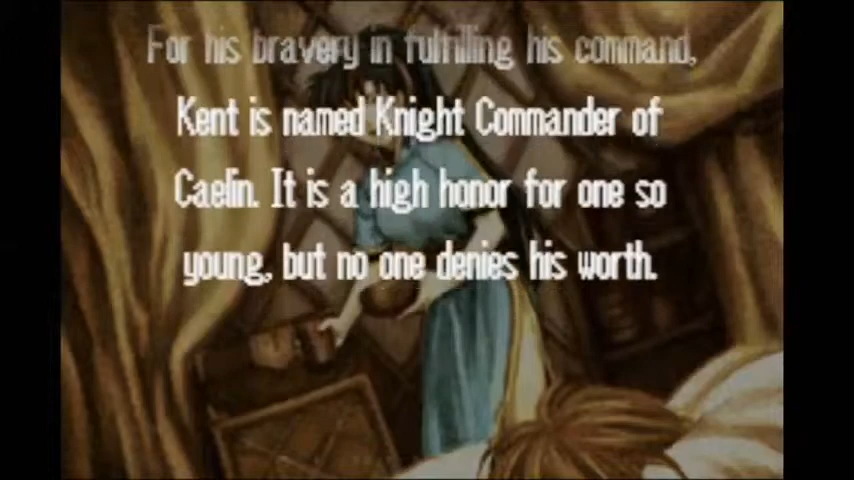 For his bravery in fulfilling his command,
Kent is named Knight Commander of
Caelin. It is a high honor for one so
young, but no one denies his worth.